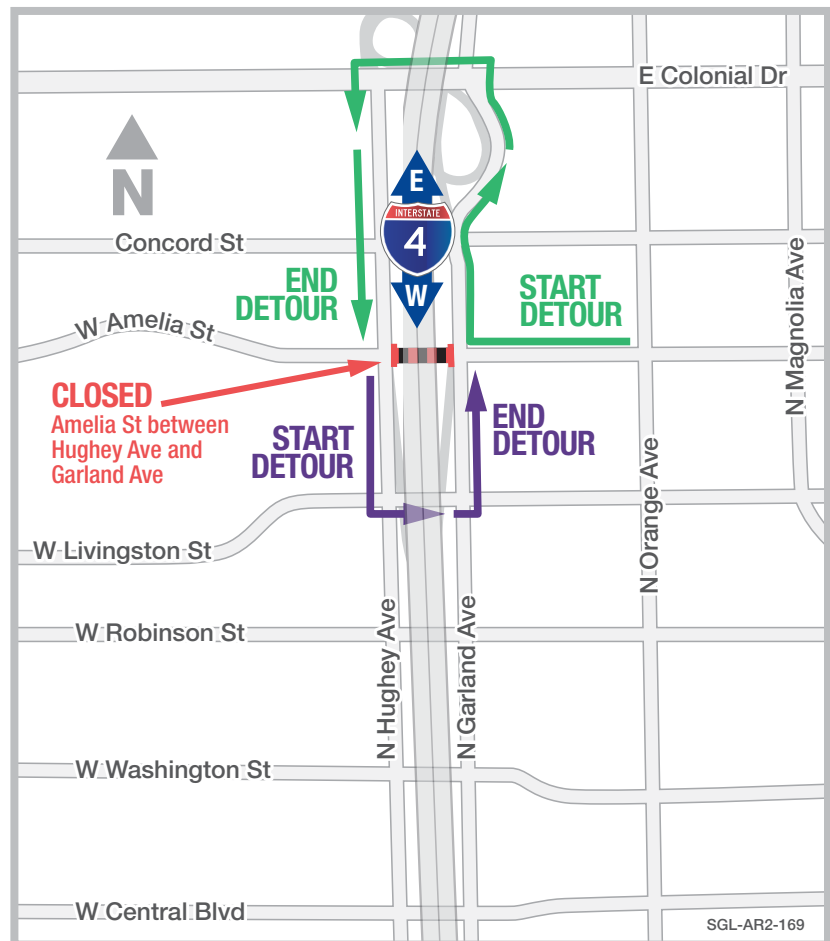 E Colonial Dr
N
E
INTERSTATE
4
W
Concord St
END
DETOUR
START
DETOUR
W Amelia St
N Magnolia Ave
CLOSED
Amelia St between
Hughey Ave and
Garland Ave
START
DETOUR
END
DETOUR
N Orange Ave
W Livingston St
W Robinson St
N Hughey Ave
N Garland Ave
W Washington St
W Central Blvd
SGL-AR2-169